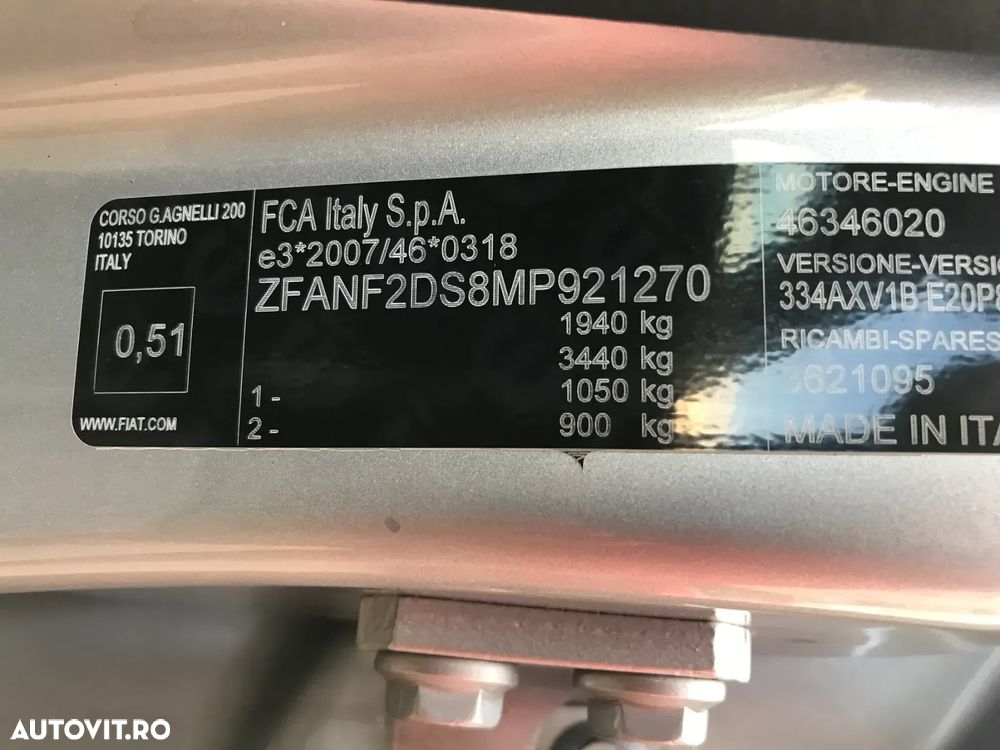 CORSO G.AGNELLI 200
10135 TORINO
ITALY
0,51
WWW.FIAT.COM
FCA Italy S.p.A.
e3*2007/46*0318
ZFANF2DS8MP921270
1940 kg
3440 kg
1 - 1050 kg
2 - 900 kg
MOTORE-ENGINE
46346020
VERSIONE-VERSI
334AXV1B E20P8
RICAMBI-SPARES
621095
MADE IN ITA
AUTOVIT.RO